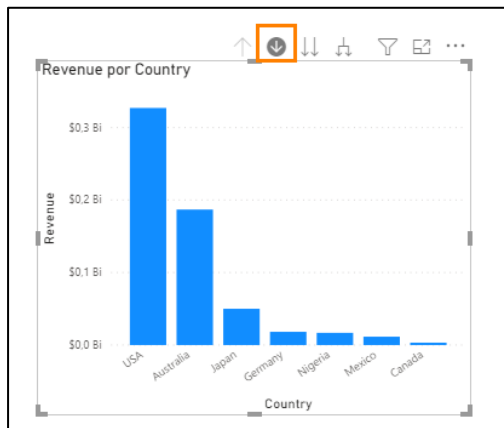 Revenue por Country
$0,3 Bi
$0,2 Bi
$0,1 Bi
$0,0 Bi
Revenue
USA
Australia
Japan
Germany
Nigeria
Mexico
Canada
Country